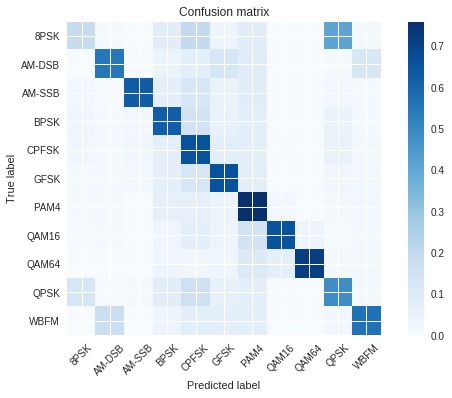 Confusion matrix
True label
8PSK
AM-DSB
AM-SSB
BPSK
CPFSK
GFSK
PAM4
QAM16
QAM64
QPSK
WBFM
8PSK
AM-DSB
AM-SSB
BPSK
CPFSK
GFSK
PAM4
QAM16
QAM64
QPSK
WBFM
Predicted label
0.7
0.6
0.5
0.4
0.3
0.2
0.1
0.0